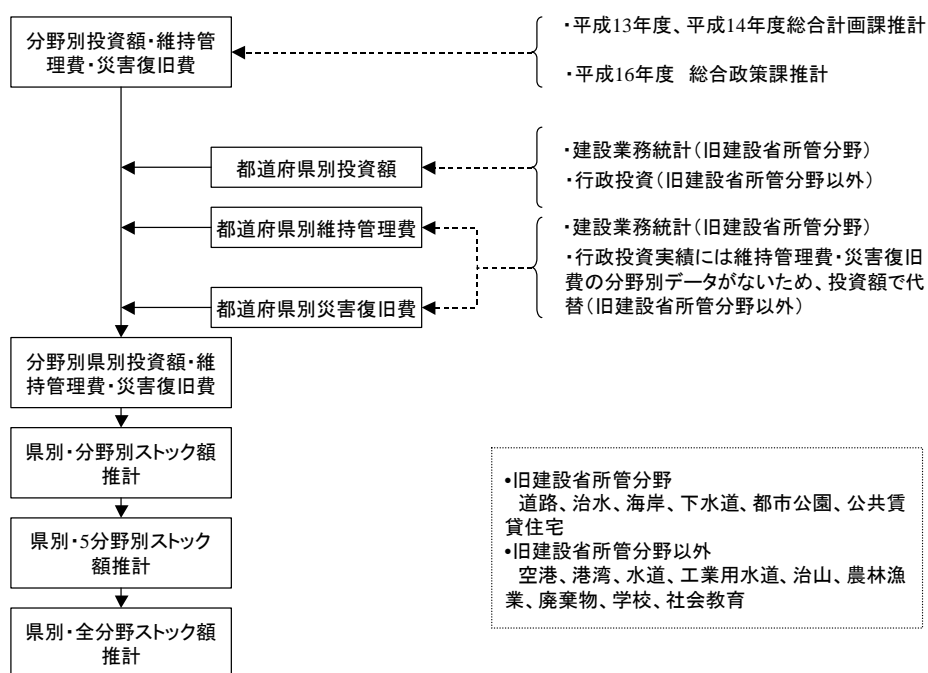 分野別投資額・維持管
理費・災害復旧費
・平成13年度、平成14年度総合計画課推計
・平成16年度 総合政策課推計
都道府県別投資額
・建設業務統計(旧建設省所管分野)
・行政投資(旧建設省所管分野以外)
都道府県別維持管理費
都道府県別災害復旧費
・建設業務統計(旧建設省所管分野)
・行政投資実績には維持管理費・災害復旧
費の分野別データがないため、投資額で代
替(旧建設省所管分野以外)
分野別県別投資額・維
持管理費・災害復旧費
県別・分野別ストック額
推計
県別・5分野別ストック
額推計
県別・全分野ストック額
推計
•旧建設省所管分野
道路、治水、海岸、下水道、都市公園、公共賃
貸住宅
•旧建設省所管分野以外
空港、港湾、水道、工業用水道、治山、農林漁
業、廃棄物、学校、社会教育